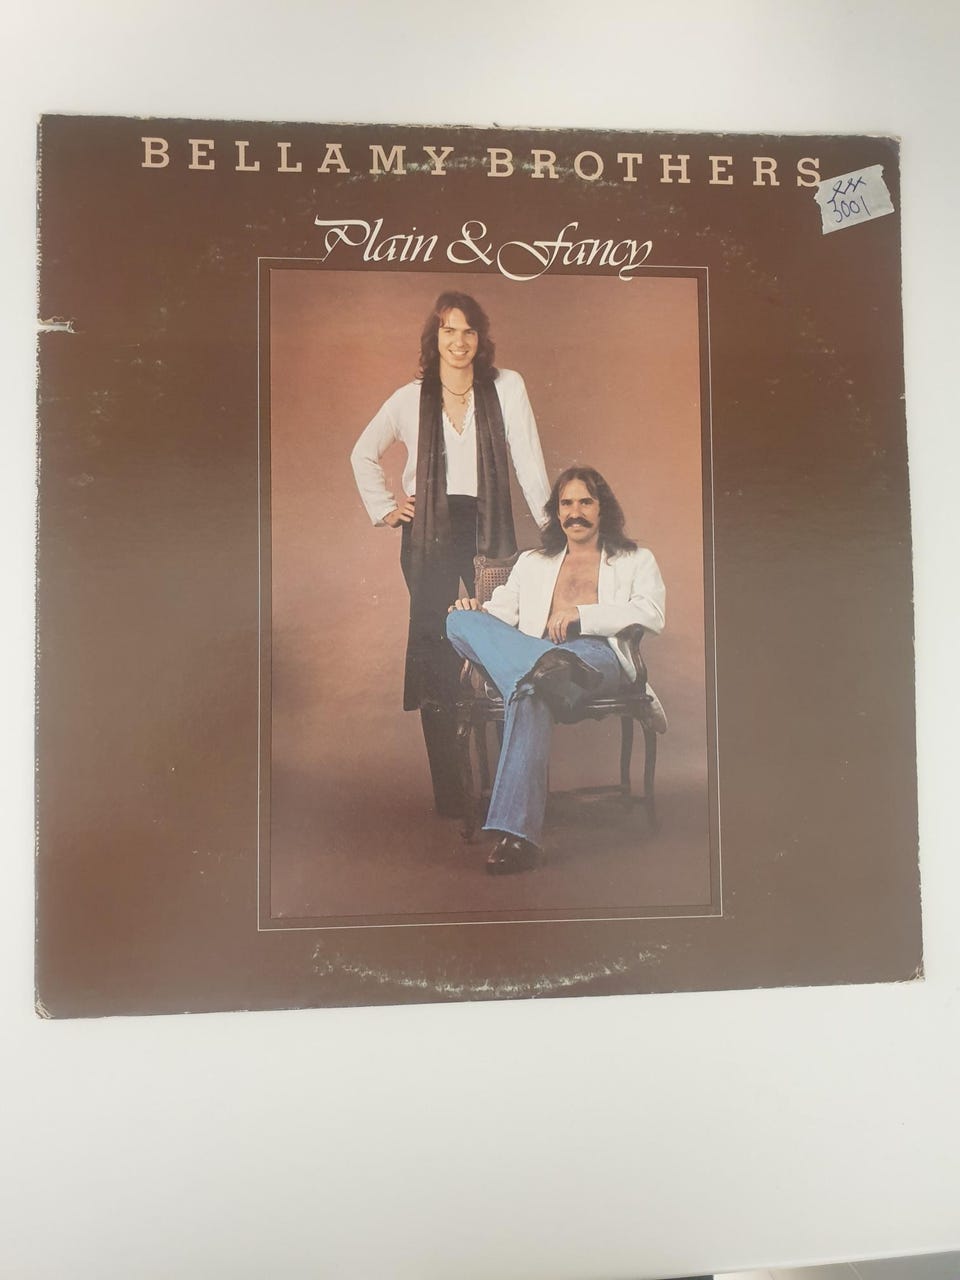 BELLAMY BROTHERS
Plain & Fancy
3001